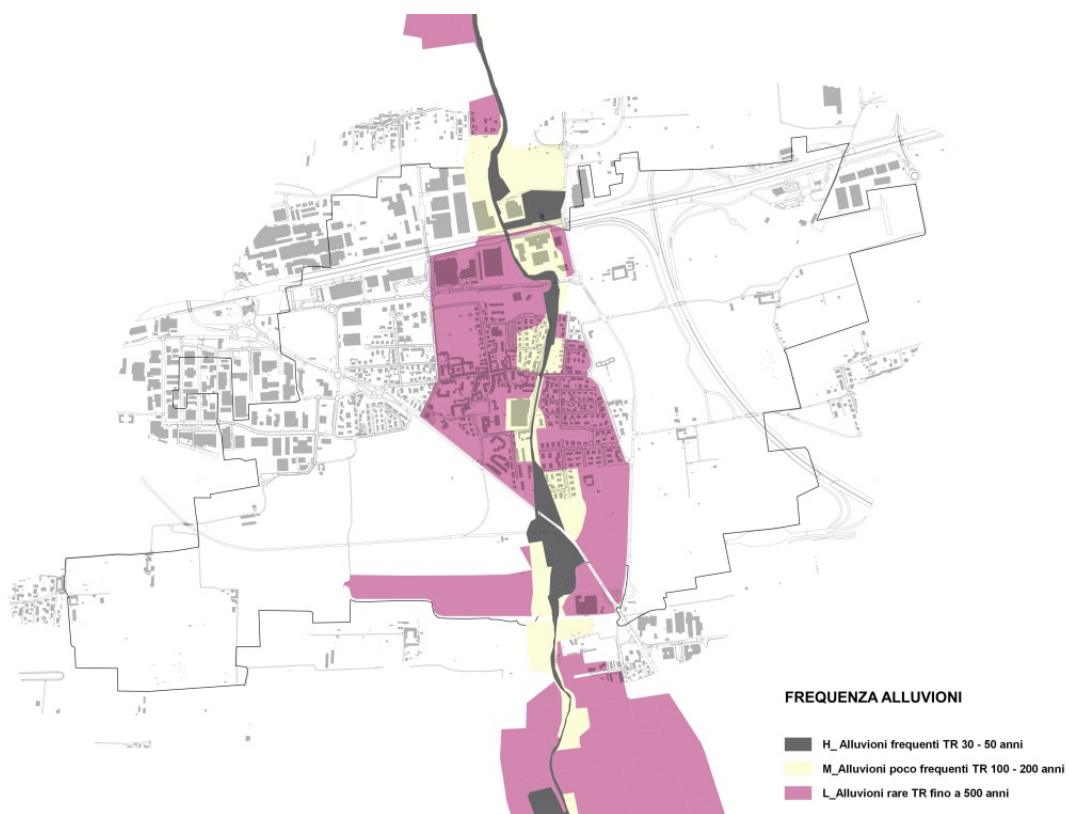 FREQUENZA ALLUVIONI
H_ Alluvioni frequenti TR 30 - 50 anni
M_Alluvioni poco frequenti TR 100 - 200 anni
L_Alluvioni rare TR fino a 500 anni